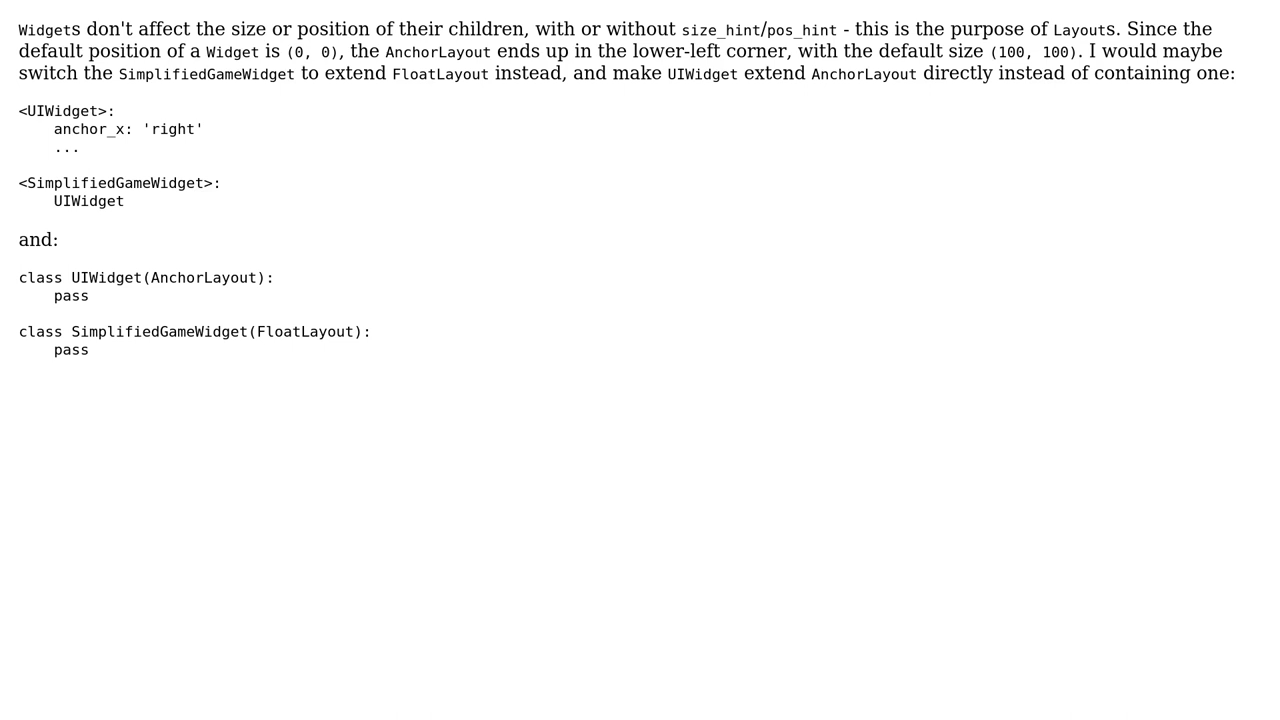 Widgets don't affect the size or position of their children, with or without size_hint/pos_hint - this is the purpose of Layouts. Since the
default position of a Widget is (0, 0), the AnchorLayout ends up in the lower-left corner, with the default size (100, 100). I would maybe
switch the SimplifiedGameWidget to extend FloatLayout instead, and make UIWidget extend AnchorLayout directly instead of containing one:
<UIWidget>:
    anchor_x: 'right'
    ...
<SimplifiedGameWidget>:
    UIWidget
and:
class UIWidget(AnchorLayout):
    pass
class SimplifiedGameWidget(FloatLayout):
    pass